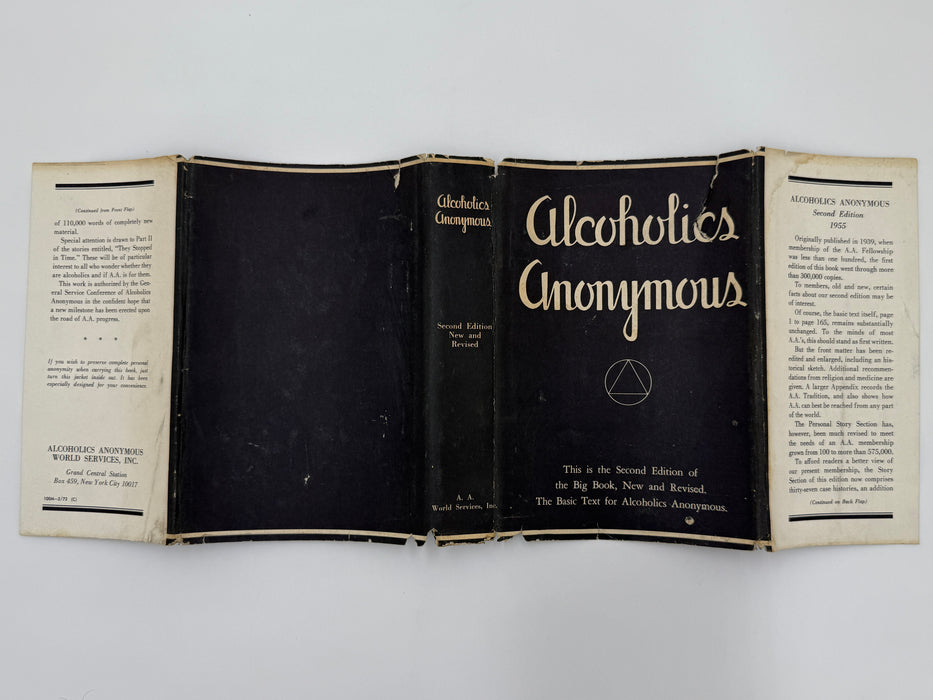 (Continued from Front Flap)
of 110,000 words of completely new
material.
Special attention is drawn to Part II
of the stories entitled, "They Stopped
in Time." These will be of particular
interest to all who wonder whether they
are alcoholics and if A.A. is for them.
This work is authorized by the Gen-
eral Service Conference of Alcoholics
Anonymous in the confident hope that
a new milestone has been erected upon
the road of A.A. progress.
* * *
If you wish to preserve complete personal
anonymity when carrying this book, just
turn this jacket inside out. It has been
especially designed for your convenience.
ALCOHOLICS ANONYMOUS
WORLD SERVICES, INC.
Grand Central Station
Box 459, New York City 10017
100M-3/72 (C)
Alcoholics
Anonymous
Second Edition
New and
Revised
A. A.
World Services, Inc.
Alcoholics
Anonymous
This is the Second Edition of
the Big Book, New and Revised.
The Basic Text for Alcoholics Anonymous.
ALCOHOLICS ANONYMOUS
Second Edition
1955
Originally published in 1939, when
membership of the A.A. Fellowship
was less than one hundred, the first
edition of this book went through more
than 300,000 copies.
To members, old and new, certain
facts about our second edition may be
of interest.
Of course, the basic text itself, page
1 to page 165, remains substantially
unchanged. To the minds of most
A.A.'s, this should stand as first written.
But the front matter has been re-
edited and enlarged, including an his-
torical sketch. Additional recommen-
dations from religion and medicine are
given. A larger Appendix records the
A.A. Tradition, and also shows how
A.A. can best be reached from any part
of the world.
The Personal Story Section has,
however, been much revised to meet
the needs of an A.A. membership
grown from 100 to more than 575,000.
To afford readers a better view of
our present membership, the Story
Section of this edition now comprises
thirty-seven case histories, an addition
(Continued on Back Flap)